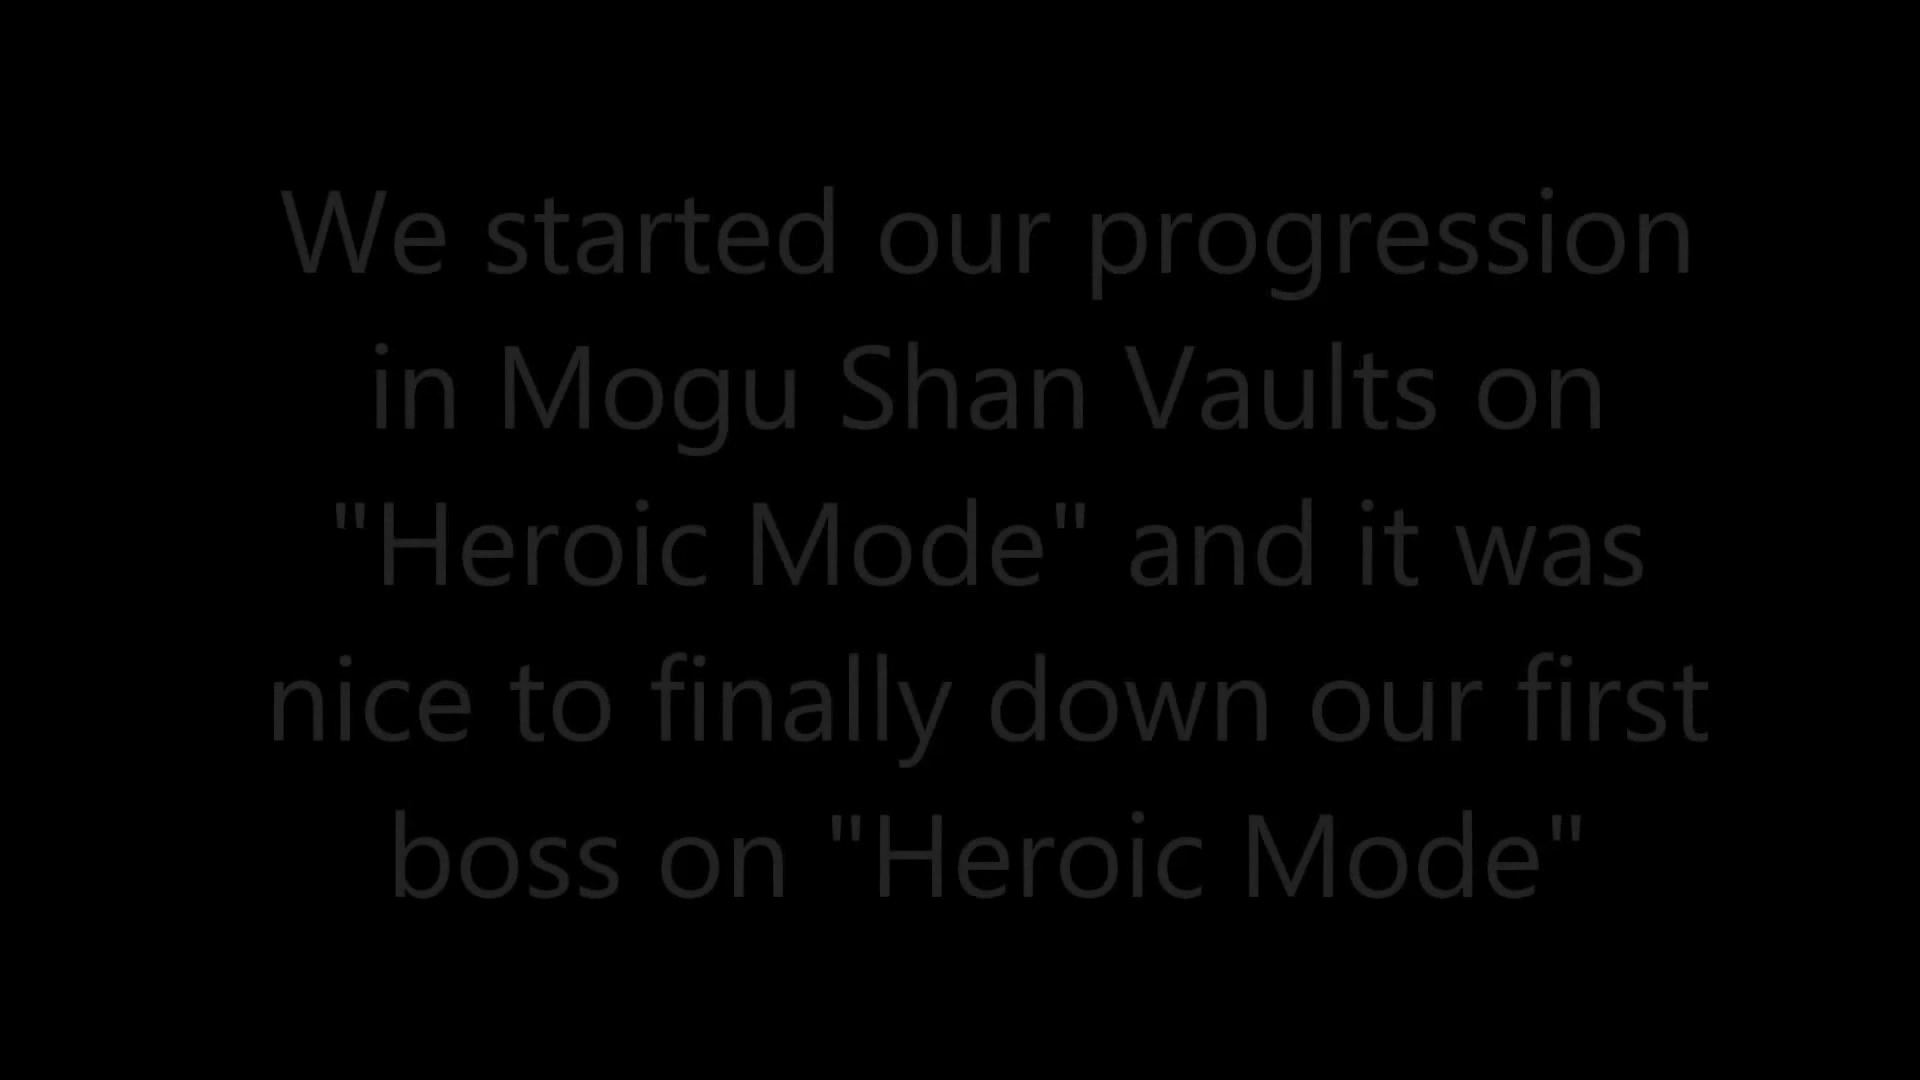 We started our progression
in Mogu Shan Vaults on
"Heroic Mode" and it was
nice to finally down our first
boss on "Heroic Mode"